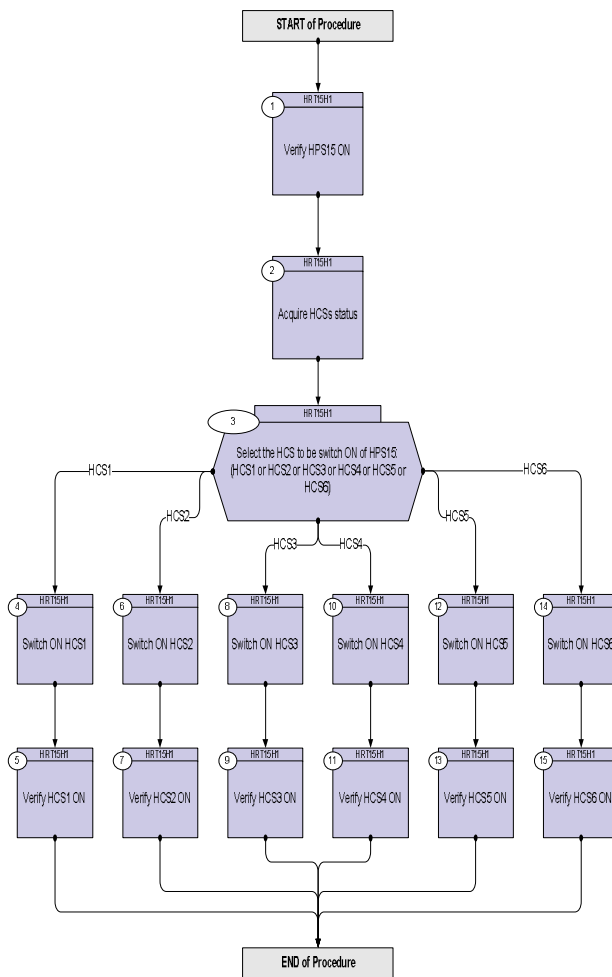 START of Procedure
HRT15H1
1
Verify HPS15 ON
HRT15H1
2
Acquire HCSs status
HRT15H1
3
Select the HCS to be switch ON of HPS15:
(HCS1 or HCS2 or HCS3 or HCS4 or HCS5 or
HCS6)
HCS1
HCS2
HCS3
HCS4
HCS5
HCS6
HRT15H1
4
Switch ON HCS1
HRT15H1
6
Switch ON HCS2
HRT15H1
8
Switch ON HCS3
HRT15H1
10
Switch ON HCS4
HRT15H1
12
Switch ON HCS5
HRT15H1
14
Switch ON HCS6
HRT15H1
5
Verify HCS1 ON
HRT15H1
7
Verify HCS2 ON
HRT15H1
9
Verify HCS3 ON
HRT15H1
11
Verify HCS4 ON
HRT15H1
13
Verify HCS5 ON
HRT15H1
15
Verify HCS6 ON
END of Procedure